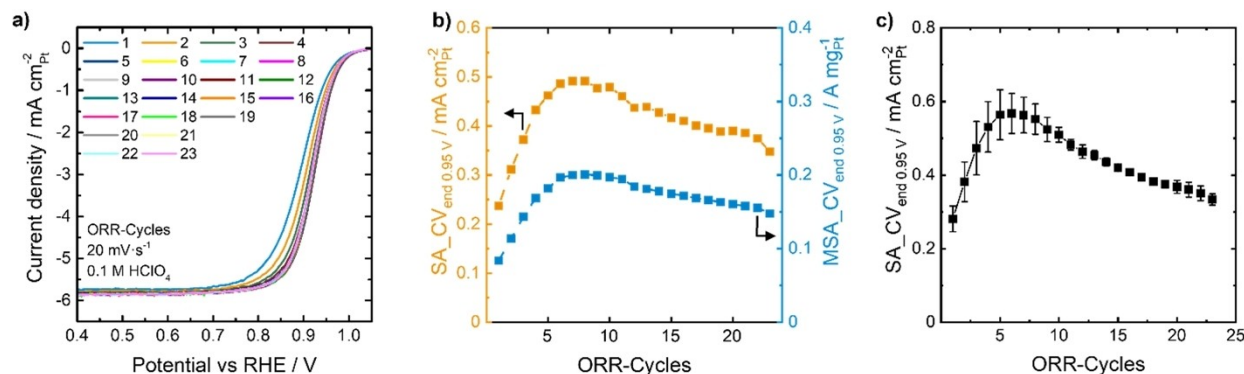 a)
Current density / mA cm⁻²Pt
0
-1
-2
-3
-4
-5
-6
1 2 3 4
5 6 7 8
9 10 11 12
13 14 15 16
17 18 19
20 21
22 23
ORR-Cycles
20 mV·s⁻¹
0.1 M HClO₄
0.4 0.5 0.6 0.7 0.8 0.9 1.0
Potential vs RHE / V
b)
SA_CVend 0.95 V / mA cm⁻²Pt
0.6
0.5
0.4
0.3
0.2
0.1
0
5 10 15 20
ORR-Cycles
0.4
0.3
0.2
0.1
0
MSA_CVend 0.95 V / A mg⁻¹Pt
c)
SA_CVend 0.95 V / mA cm⁻²Pt
0.8
0.6
0.4
0.2
0
0 5 10 15 20 25
ORR-Cycles